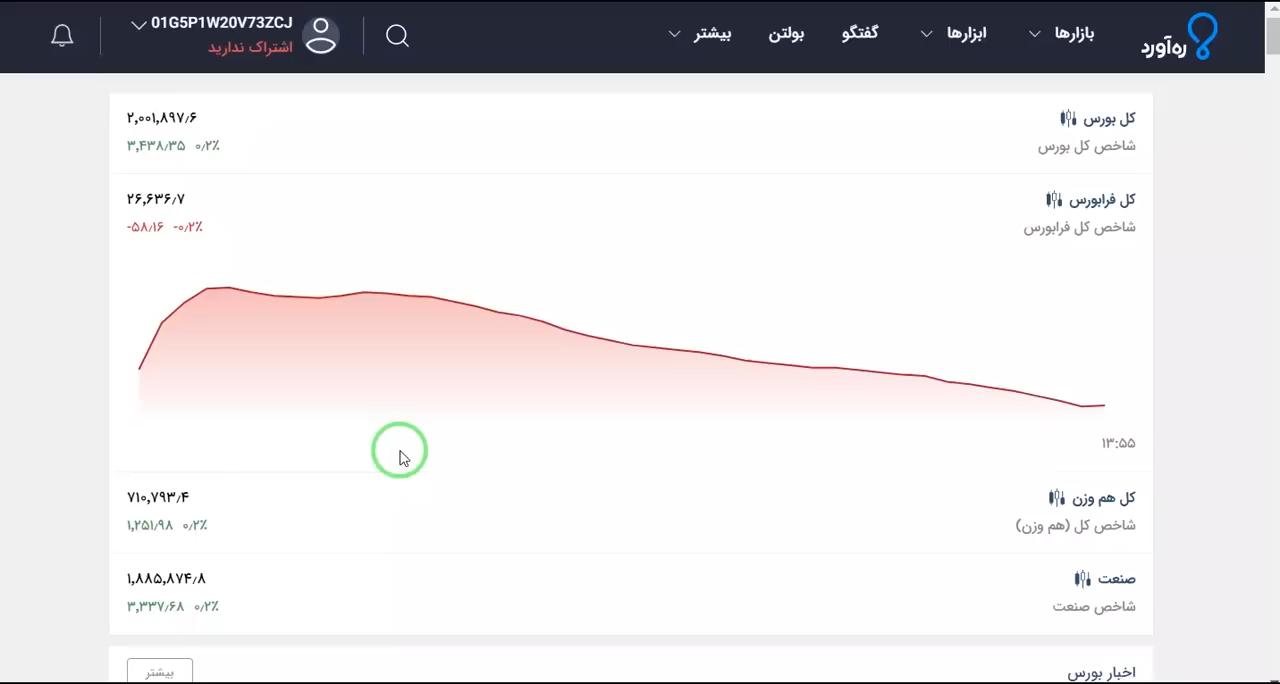 ره‌آورد
بازارها
ابزارها
گفتگو
بولتن
بیشتر
01G5P1W20V73ZCJ
اشتراک ندارید
کل بورس
۲,۰۰۱,۸۹۷٫۶
شاخص کل بورس
۳,۴۳۸٫۳۵ ۰٫۲٪
کل فرابورس
۲۶,۶۳۶٫۷
شاخص کل فرابورس
-۵۸٫۱۶ -۰٫۲٪
۱۳:۵۵
کل هم وزن
۷۱۰,۷۹۳٫۴
شاخص کل (هم وزن)
۱,۲۵۱٫۹۸ ۰٫۲٪
صنعت
۱,۸۸۵,۸۷۴٫۸
شاخص صنعت
۳,۳۳۷٫۶۸ ۰٫۲٪
اخبار بورس
بیشتر